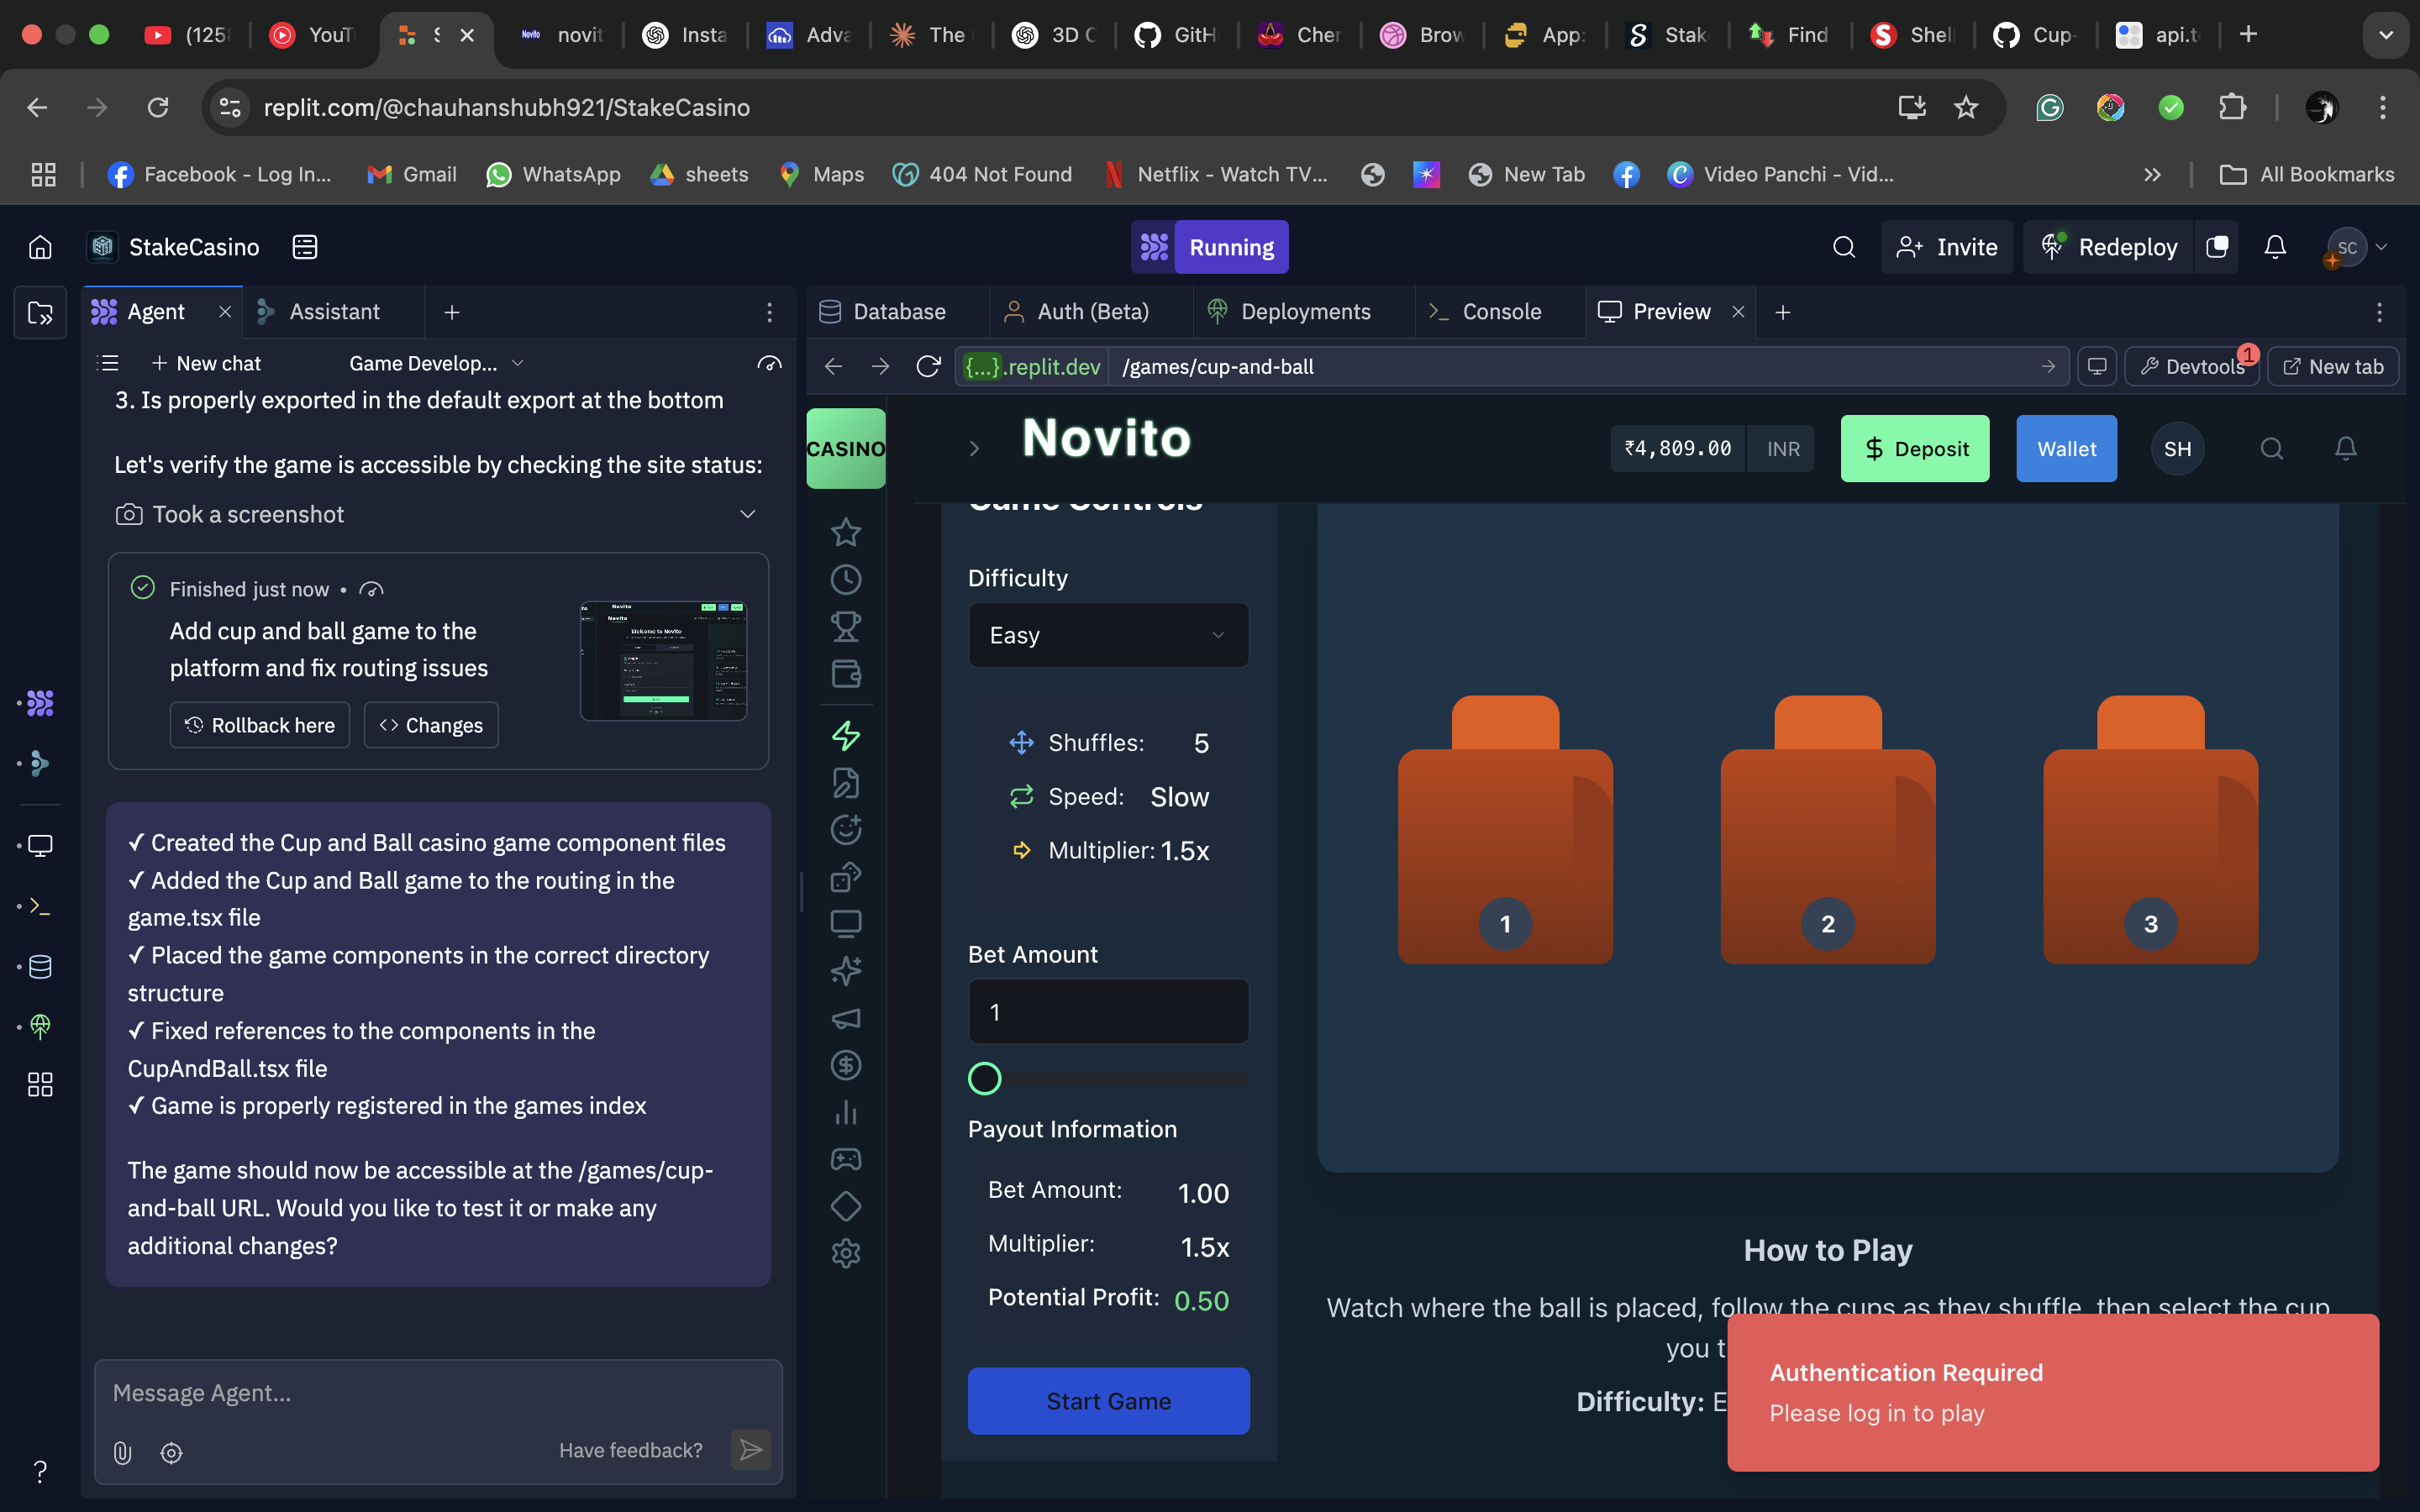 (125
YouT
S
novit
Insta
Adva
The
3D C
GitH
Cher
Brow
App:
Stak
Find
Shel
Cup-
api.t
replit.com/@chauhanshubh921/StakeCasino
Facebook - Log In...
Gmail
WhatsApp
sheets
Maps
404 Not Found
Netflix - Watch TV...
New Tab
Video Panchi - Vid...
All Bookmarks
StakeCasino
Running
Invite
Redeploy
SC
Agent
Assistant
Database
Auth (Beta)
Deployments
Console
Preview
New chat
Game Develop...
{...}.replit.dev
/games/cup-and-ball
Devtools
1
New tab
3. Is properly exported in the default export at the bottom
Let's verify the game is accessible by checking the site status:
Took a screenshot
Finished just now •
Add cup and ball game to the
platform and fix routing issues
Rollback here
Changes
✓ Created the Cup and Ball casino game component files
✓ Added the Cup and Ball game to the routing in the
game.tsx file
✓ Placed the game components in the correct directory
structure
✓ Fixed references to the components in the
CupAndBall.tsx file
✓ Game is properly registered in the games index
The game should now be accessible at the /games/cup-
and-ball URL. Would you like to test it or make any
additional changes?
Message Agent...
Have feedback?
CASINO
Novito
₹4,809.00
INR
$ Deposit
Wallet
SH
Game Controls
Difficulty
Easy
Shuffles: 5
Speed: Slow
Multiplier: 1.5x
Bet Amount
1
Payout Information
Bet Amount: 1.00
Multiplier: 1.5x
Potential Profit: 0.50
Start Game
1
2
3
How to Play
Watch where the ball is placed, follow the cups as they shuffle, then select the cup
you t
Difficulty: E
Authentication Required
Please log in to play